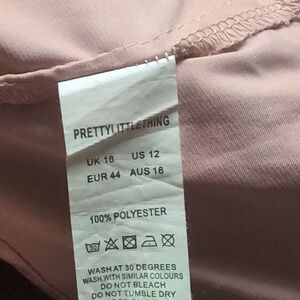 PRETTYLITTLETHING
UK 16 US 12
EUR 44 AUS 16
100% POLYESTER
WASH AT 30 DEGREES
WASH WITH SIMILAR COLOURS
DO NOT BLEACH
DO NOT TUMBLE DRY